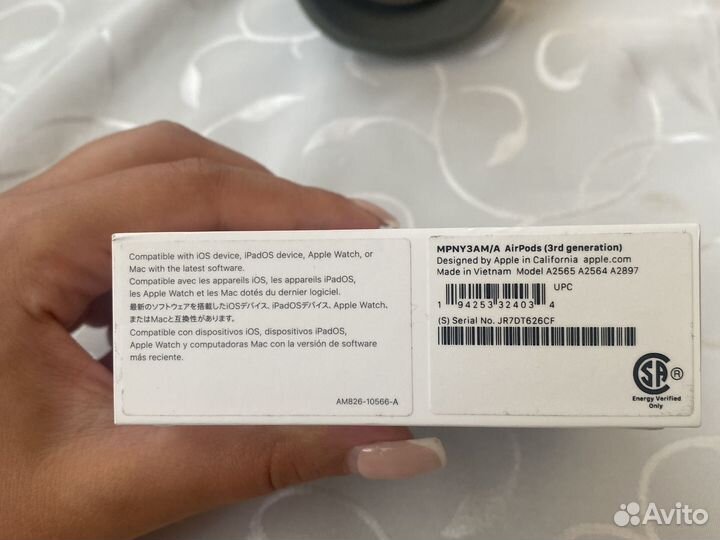 Compatible with iOS device, iPadOS device, Apple Watch, or
Mac with the latest software.
Compatible avec les appareils iOS, les appareils iPadOS,
les Apple Watch et les Mac dotés du dernier logiciel.
最新のソフトウェアを搭載したiOSデバイス、iPadOSデバイス、Apple Watch、
またはMacと互換性があります。
Compatible con dispositivos iOS, dispositivos iPadOS,
Apple Watch y computadoras Mac con la versión de software
más reciente.
AM826-10566-A
MPNY3AM/A AirPods (3rd generation)
Designed by Apple in California apple.com
Made in Vietnam Model A2565 A2564 A2897
UPC
1 94253 32403 4
(S) Serial No. JR7DT626CF
SA ®
Energy Verified
Only
Avito